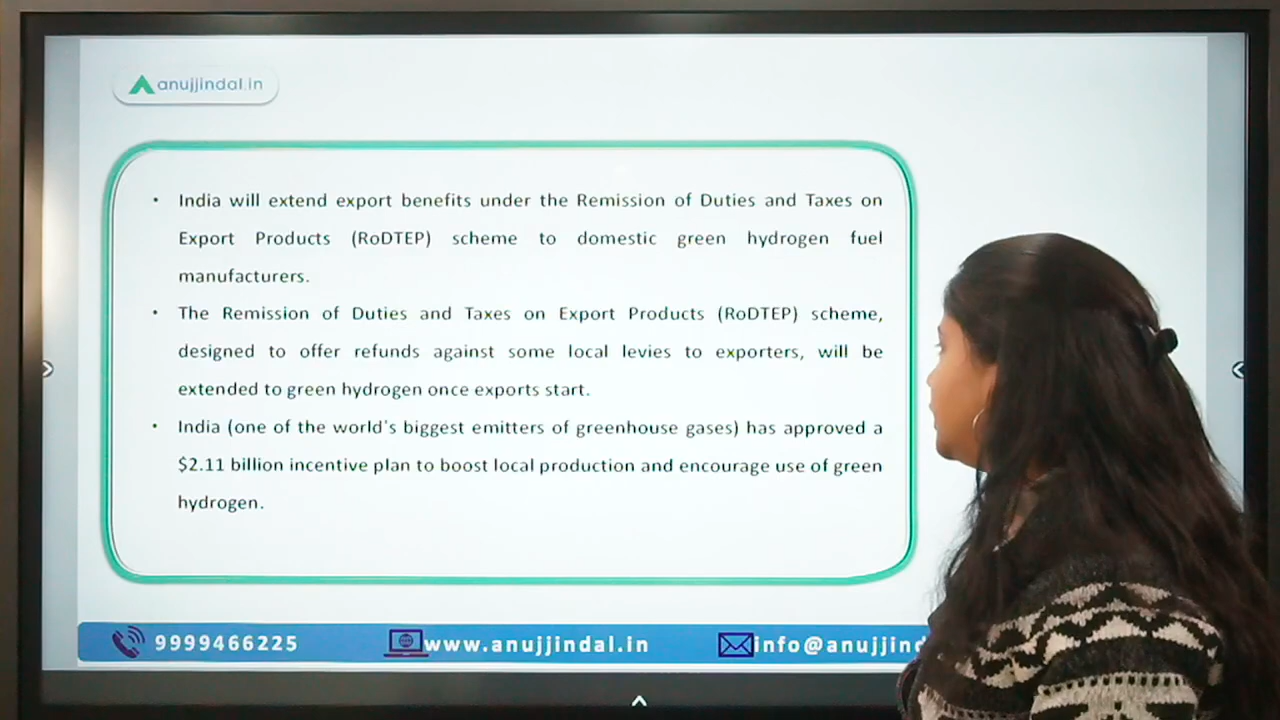 anujjindal.in
• India will extend export benefits under the Remission of Duties and Taxes on
Export Products (RoDTEP) scheme to domestic green hydrogen fuel
manufacturers.
• The Remission of Duties and Taxes on Export Products (RoDTEP) scheme,
designed to offer refunds against some local levies to exporters, will be
extended to green hydrogen once exports start.
• India (one of the world's biggest emitters of greenhouse gases) has approved a
$2.11 billion incentive plan to boost local production and encourage use of green
hydrogen.
9999466225 www.anujjindal.in info@anujjind